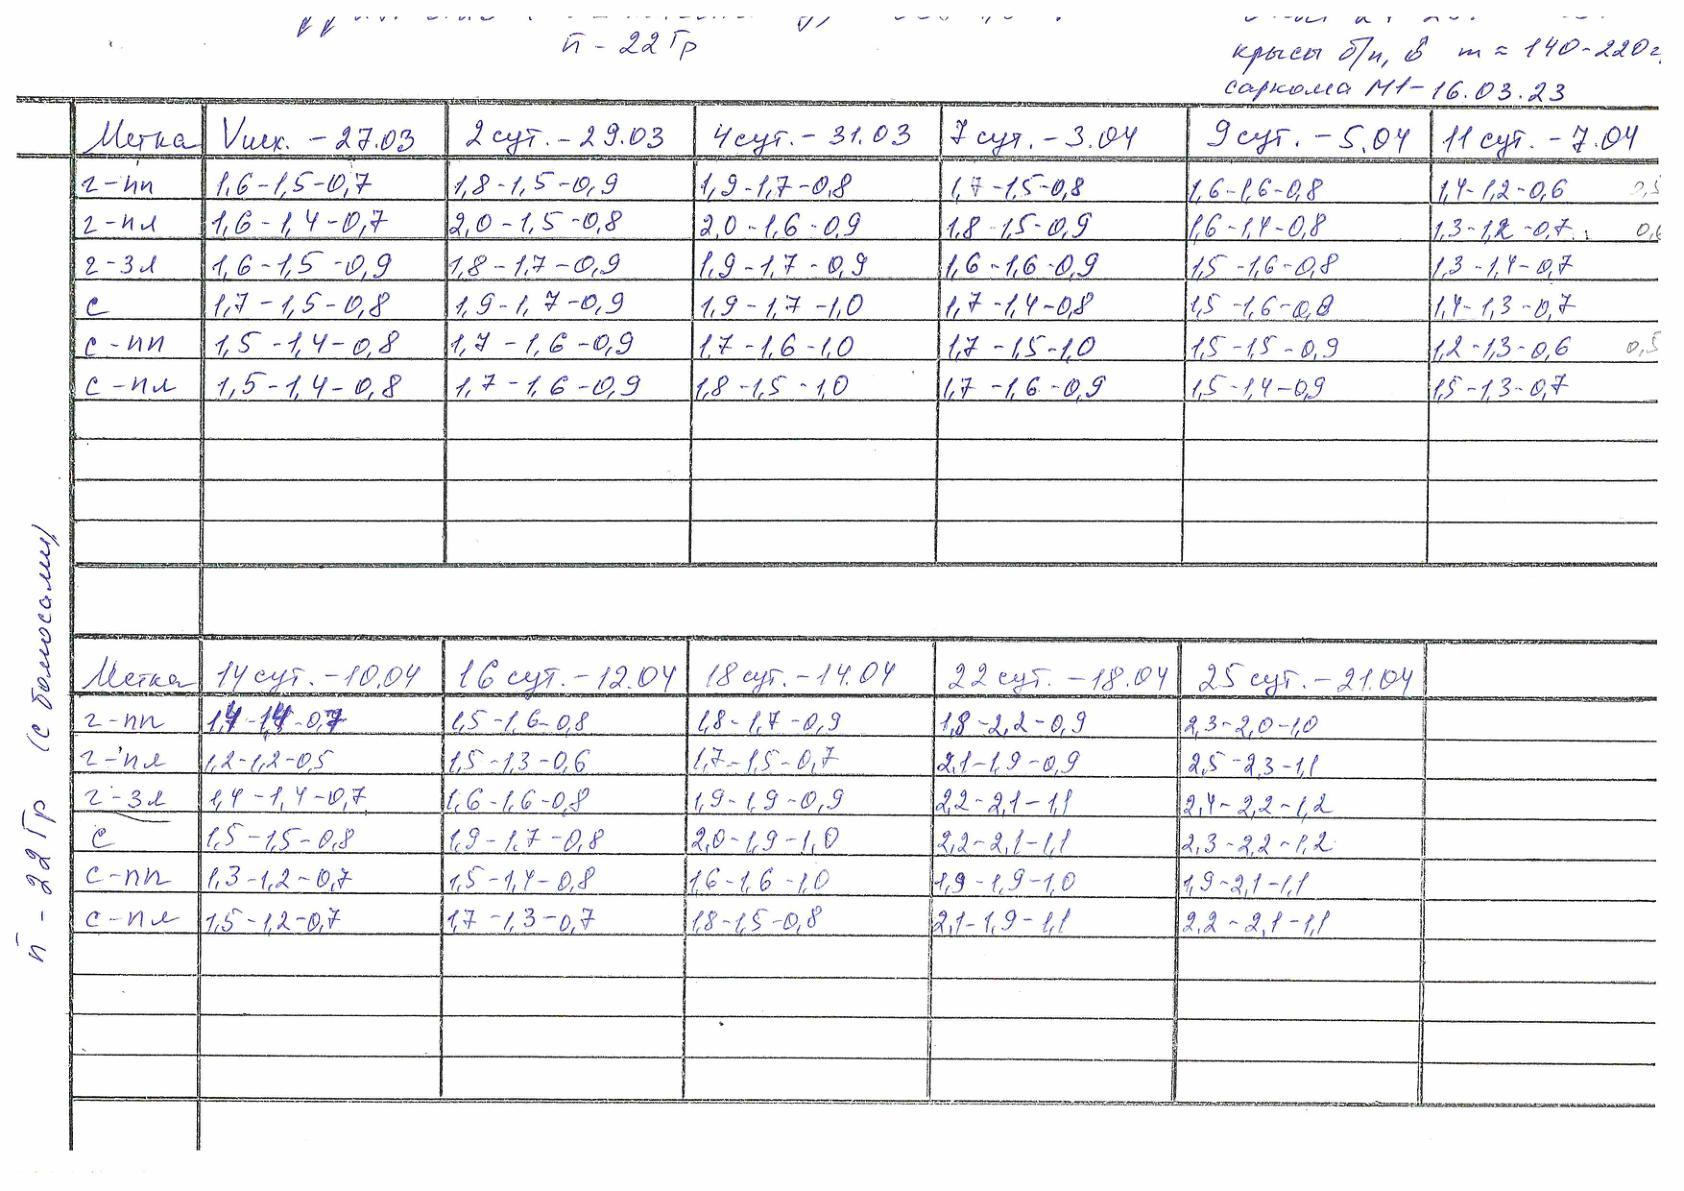 п - 22 Гр
крысы б/п, ♂ m ≈ 140-220г,
саркома М1-16.03.23
Метка Vисх. - 27.03 2 сут. - 29.03 4 сут. - 31.03 7 сут. - 3.04 9 сут. - 5.04 11 сут. - 7.04
г-пп 1,6-1,5-0,7 1,8-1,5-0,9 1,9-1,7-0,8 1,7-1,5-0,8 1,6-1,6-0,8 1,4-1,2-0,6
г-пл 1,6-1,4-0,7 2,0-1,5-0,8 2,0-1,6-0,9 1,8-1,5-0,9 1,6-1,4-0,8 1,3-1,2-0,7
г-зл 1,6-1,5-0,9 1,8-1,7-0,9 1,9-1,7-0,9 1,6-1,6-0,9 1,5-1,6-0,8 1,3-1,4-0,7
с 1,7-1,5-0,8 1,9-1,7-0,9 1,9-1,7-1,0 1,7-1,4-0,8 1,5-1,6-0,8 1,4-1,3-0,7
с-пп 1,5-1,4-0,8 1,7-1,6-0,9 1,7-1,6-1,0 1,7-1,5-1,0 1,5-1,5-0,9 1,2-1,3-0,6 0,5
с-пл 1,5-1,4-0,8 1,7-1,6-0,9 1,8-1,5-1,0 1,7-1,6-0,9 1,5-1,4-0,9 1,5-1,3-0,7
п - 22 Гр
Метка 14 сут. - 10.04 16 сут. - 12.04 18 сут. - 14.04 22 сут. - 18.04 25 сут. - 21.04
г-пп 1,4-1,4-0,7 1,5-1,6-0,8 1,8-1,7-0,9 1,8-2,2-0,9 2,3-2,0-1,0
г-пл 1,2-1,2-0,5 1,5-1,3-0,6 1,7-1,5-0,7 2,1-1,9-0,9 2,5-2,3-1,1
г-зл 1,4-1,4-0,7 1,6-1,6-0,8 1,9-1,9-0,9 2,2-2,1-1,1 2,4-2,2-1,2
с 1,5-1,5-0,8 1,9-1,7-0,8 2,0-1,9-1,0 2,2-2,1-1,1 2,3-2,2-1,2
с-пп 1,3-1,2-0,7 1,5-1,4-0,8 1,6-1,6-1,0 1,9-1,9-1,0 1,9-2,1-1,1
с-пл 1,5-1,2-0,7 1,7-1,3-0,7 1,8-1,5-0,8 2,1-1,9-1,1 2,2-2,1-1,1